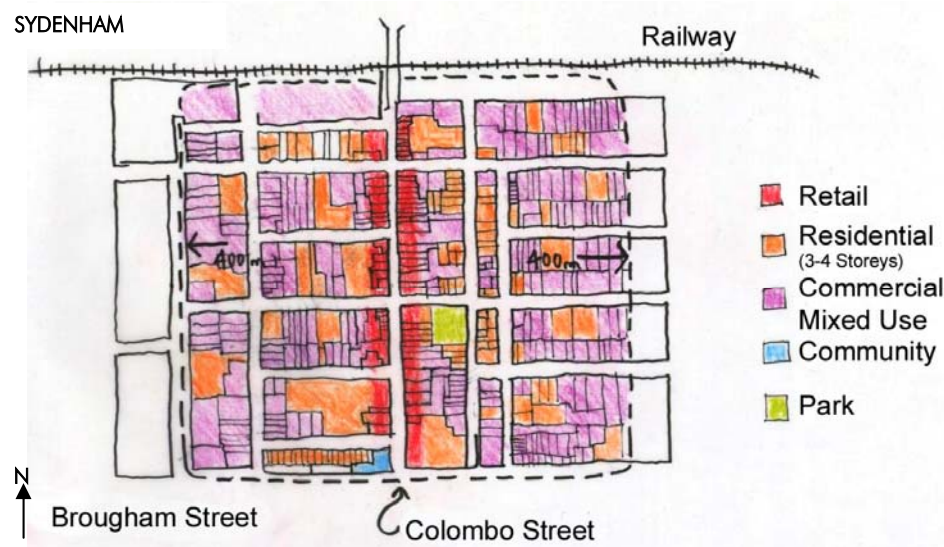 SYDENHAM
Railway
Retail
Residential
(3-4 Storeys)
400m
400m
Commercial
Mixed Use
Community
Park
N
Brougham Street
Colombo Street